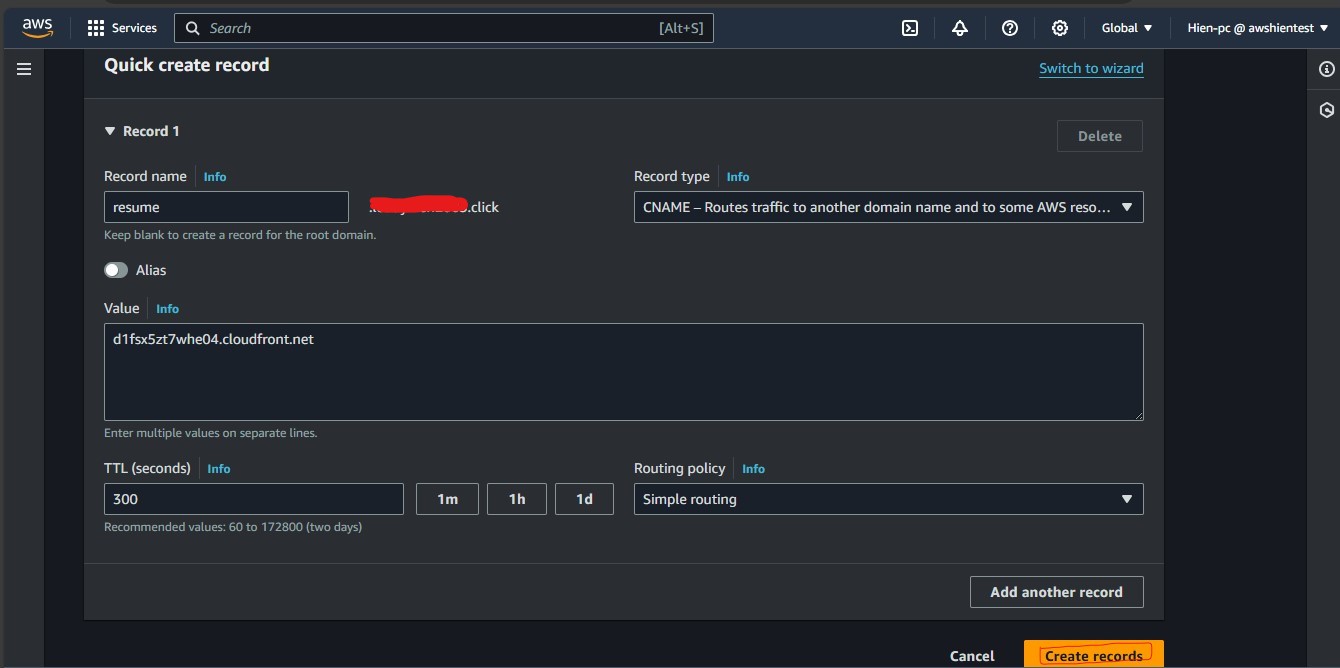 aws Services Search [Alt+S] Global Hien-pc @ awshientest
Quick create record Switch to wizard
Record 1 Delete
Record name Info
resume .click
Keep blank to create a record for the root domain.
Record type Info
CNAME – Routes traffic to another domain name and to some AWS reso...
Alias
Value Info
d1fsx5zt7whe04.cloudfront.net
Enter multiple values on separate lines.
TTL (seconds) Info
300 1m 1h 1d
Recommended values: 60 to 172800 (two days)
Routing policy Info
Simple routing
Add another record
Cancel Create records